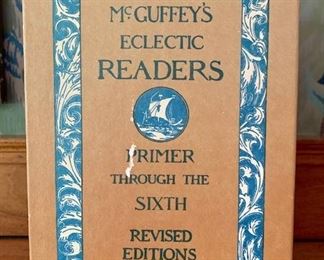 McGUFFEY'S
ECLECTIC
READERS
PRIMER
THROUGH THE
SIXTH
REVISED
EDITIONS